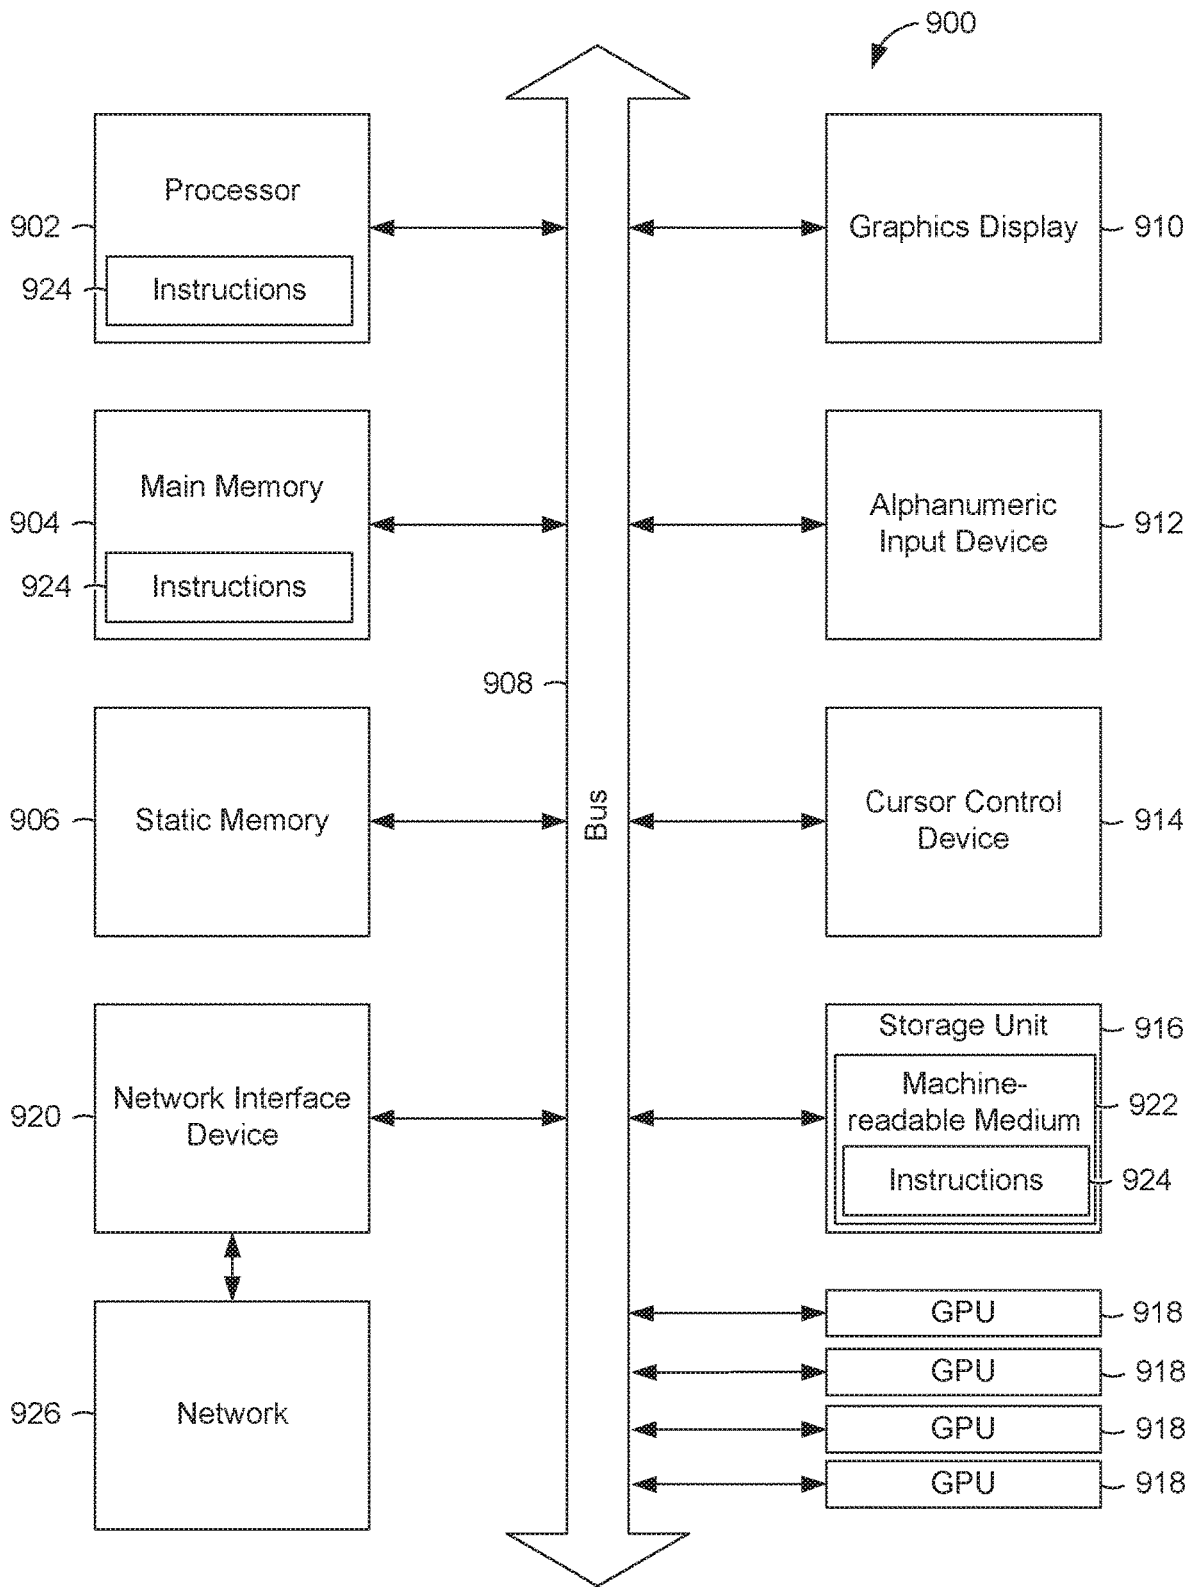 900
Processor
902
924
Instructions
Graphics Display
910
Main Memory
904
924
Instructions
Alphanumeric
Input Device
912
908
Static Memory
906
Bus
Cursor Control
Device
914
Network Interface
Device
920
Storage Unit
916
Machine-
readable Medium
922
Instructions
924
Network
926
GPU
918
GPU
918
GPU
918
GPU
918